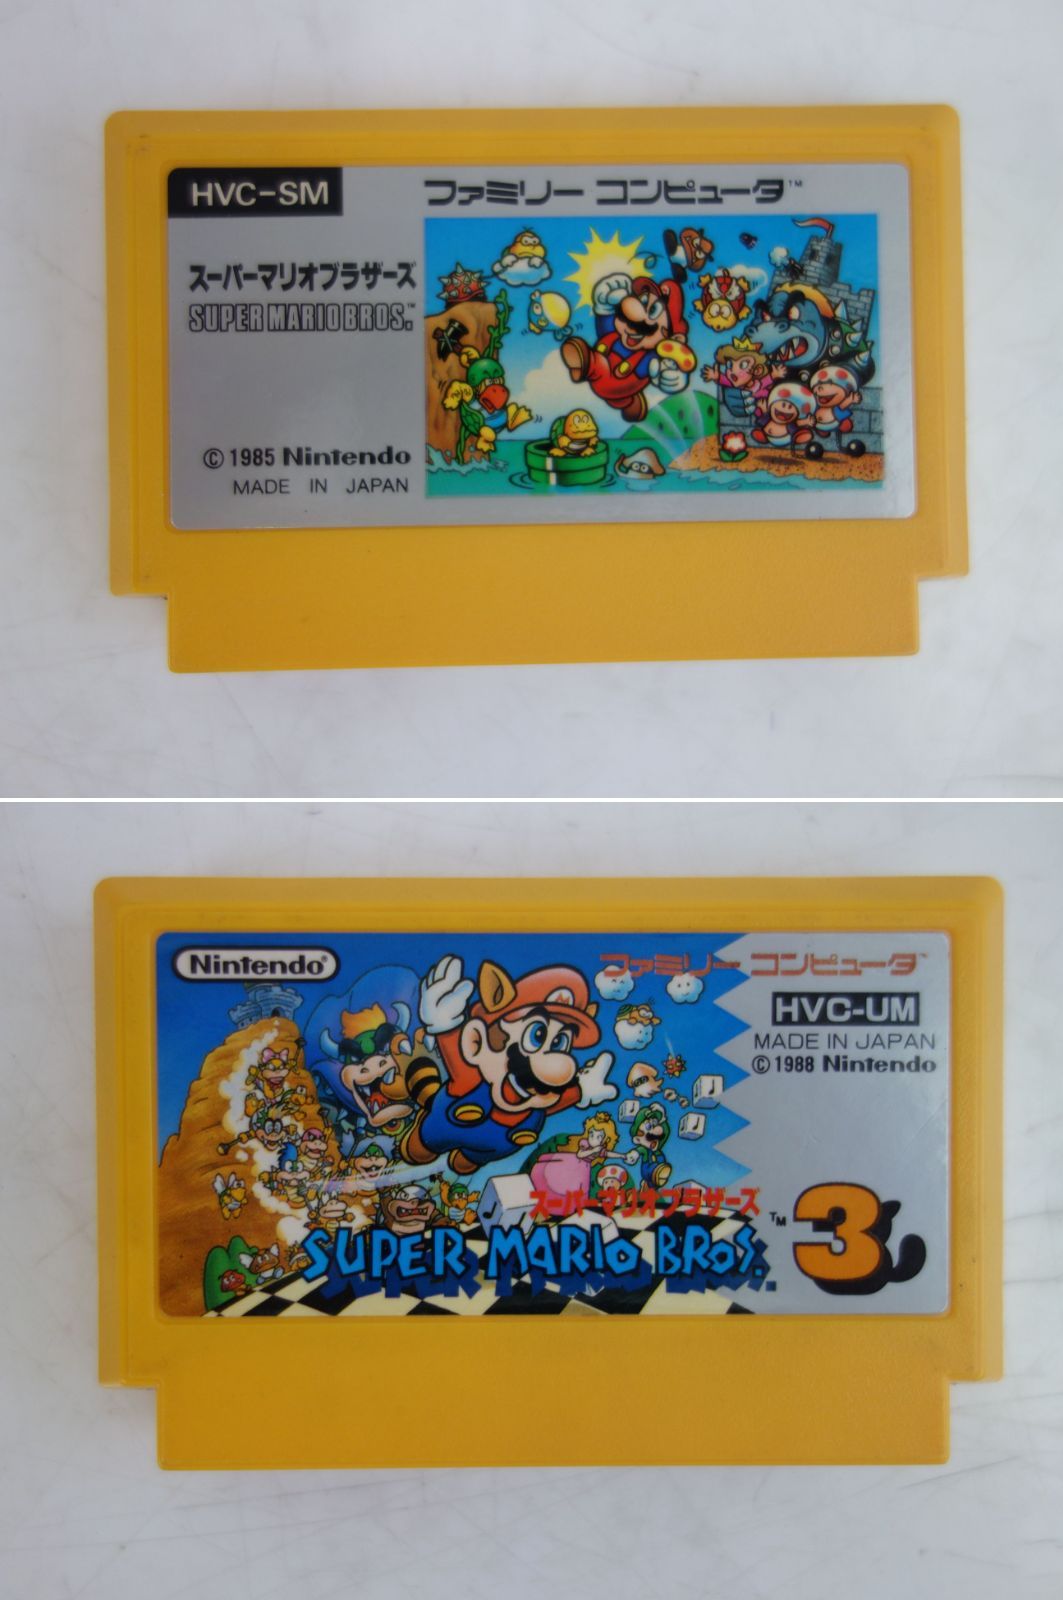 HVC-SM
ファミリー コンピュータ™
スーパーマリオブラザーズ
SUPER MARIO BROS.™
© 1985 Nintendo
MADE IN JAPAN
Nintendo®
ファミリー コンピュータ™
HVC-UM
MADE IN JAPAN
© 1988 Nintendo
スーパーマリオブラザーズ
SUPER MARIO BROS.™ 3